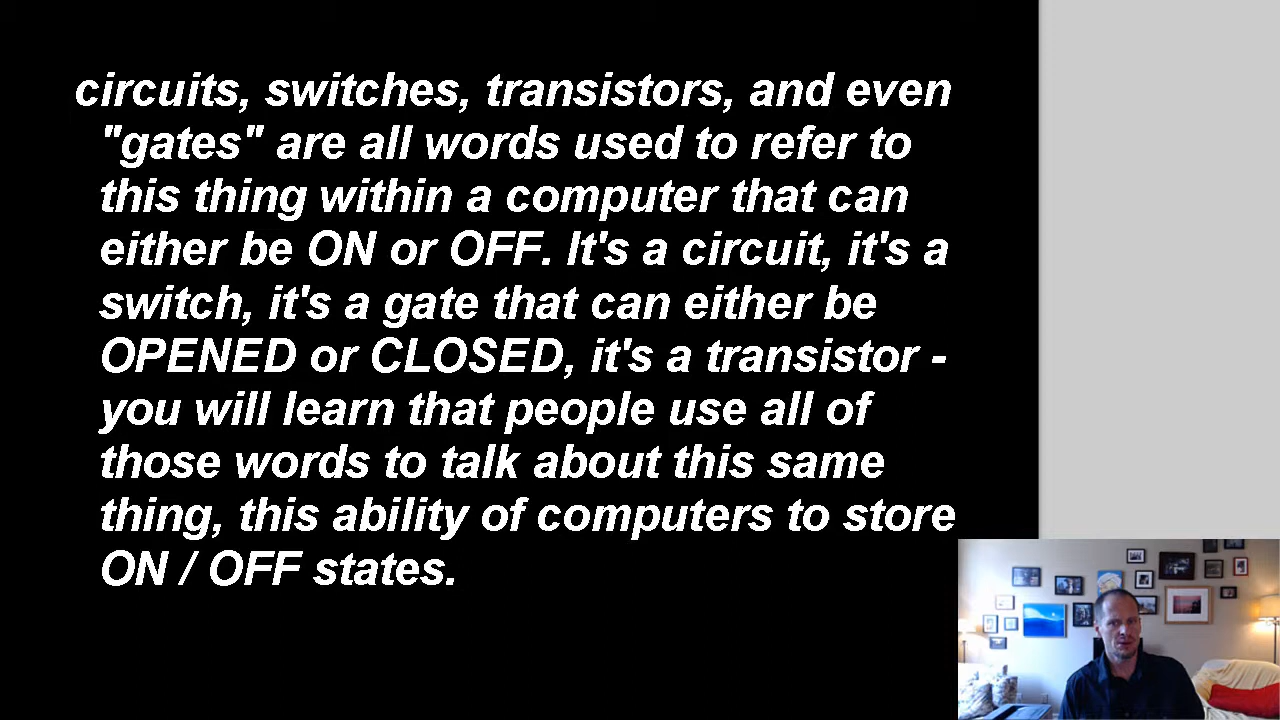 circuits, switches, transistors, and even
"gates" are all words used to refer to
this thing within a computer that can
either be ON or OFF. It's a circuit, it's a
switch, it's a gate that can either be
OPENED or CLOSED, it's a transistor -
you will learn that people use all of
those words to talk about this same
thing, this ability of computers to store
ON / OFF states.